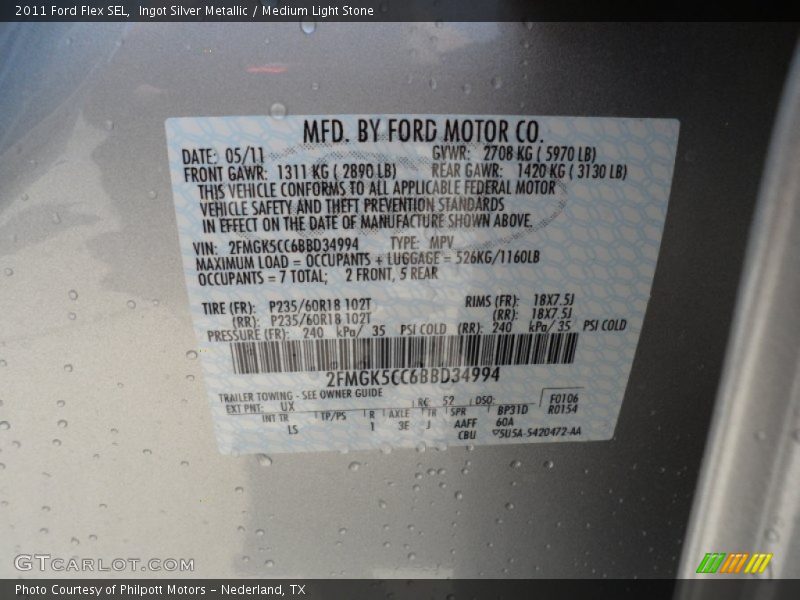 2011 Ford Flex SEL,  Ingot Silver Metallic / Medium Light Stone
MFD. BY FORD MOTOR CO.
DATE: 05/11 GVWR: 2708 KG ( 5970 LB)
FRONT GAWR: 1311 KG ( 2890 LB) REAR GAWR: 1420 KG ( 3130 LB)
THIS VEHICLE CONFORMS TO ALL APPLICABLE FEDERAL MOTOR
VEHICLE SAFETY AND THEFT PREVENTION STANDARDS
IN EFFECT ON THE DATE OF MANUFACTURE SHOWN ABOVE.
VIN: 2FMGK5CC6BBD34994 TYPE: MPV
MAXIMUM LOAD = OCCUPANTS + LUGGAGE = 526KG/1160LB
OCCUPANTS = 7 TOTAL; 2 FRONT, 5 REAR
TIRE (FR): P235/60R18 102T RIMS (FR): 18X7.5J
(RR): P235/60R18 102T (RR): 18X7.5J
PRESSURE (FR): 240 kPa/ 35 PSI COLD (RR): 240 kPa/ 35 PSI COLD
2FMGK5CC6BBD34994
TRAILER TOWING - SEE OWNER GUIDE
EXT PNT: UX RC: 52 DSO: F0106
R0154
INT TR TP/PS R AXLE TR SPR BP31D
LS 1 3E J AAFF 60A
CBU ▽5U5A-5420472-AA
GTCARLOT.COM
Photo Courtesy of Philpott Motors – Nederland, TX